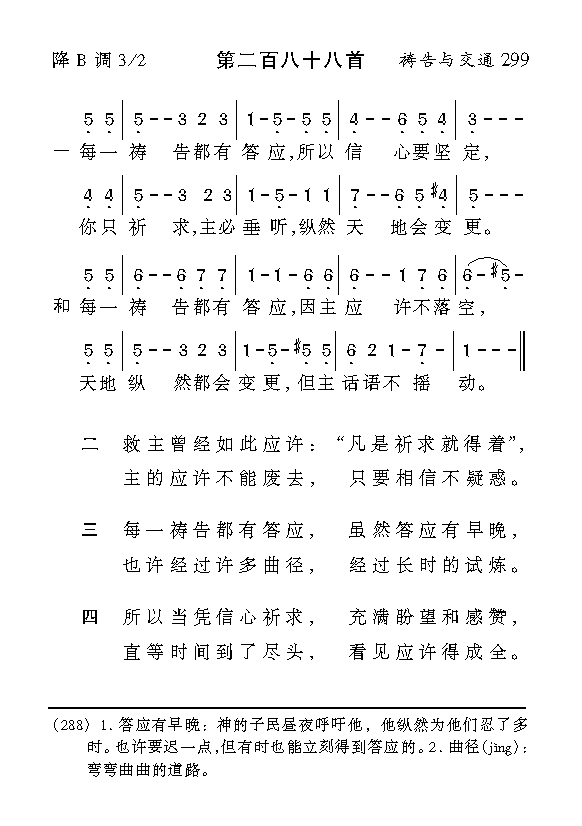 降B调3/2 第二百八十八首 祷告与交通 299
5 5 | 5 - - 3 2 3 | 1 - 5 - 5 5 | 4 - - 6 5 4 | 3 - - -
一 每一祷 告都有答应,所以信 心要坚定,
4 4 | 5 - - 3 2 3 | 1 - 5 - 1 1 | 7 - - 6 5 #4 | 5 - - -
你只祈 求,主必垂听,纵然天 地会变更。
5 5 | 6 - - 6 7 7 | 1 - 1 - 6 6 | 6 - - 1 7 6 | 6 - #5 -
和 每一祷 告都有答应,因主应 许不落空,
5 5 | 5 - - 3 2 3 | 1 - 5 - #5 5 | 6 2 1 - 7 - | 1 - - -
天地纵 然都会变更,但主话语不摇 动。
二 救主曾经如此应许: “凡是祈求就得着”,
主的应许不能废去, 只要相信不疑惑。
三 每一祷告都有答应, 虽然答应有早晚,
也许经过许多曲径, 经过长时的试炼。
四 所以当凭信心祈求, 充满盼望和感赞,
直等时间到了尽头, 看见应许得成全。
(288) 1. 答应有早晚: 神的子民昼夜呼吁他, 他纵然为他们忍了多
时。也许要迟一点,但有时也能立刻得到答应的。2. 曲径(jìng):
弯弯曲曲的道路。